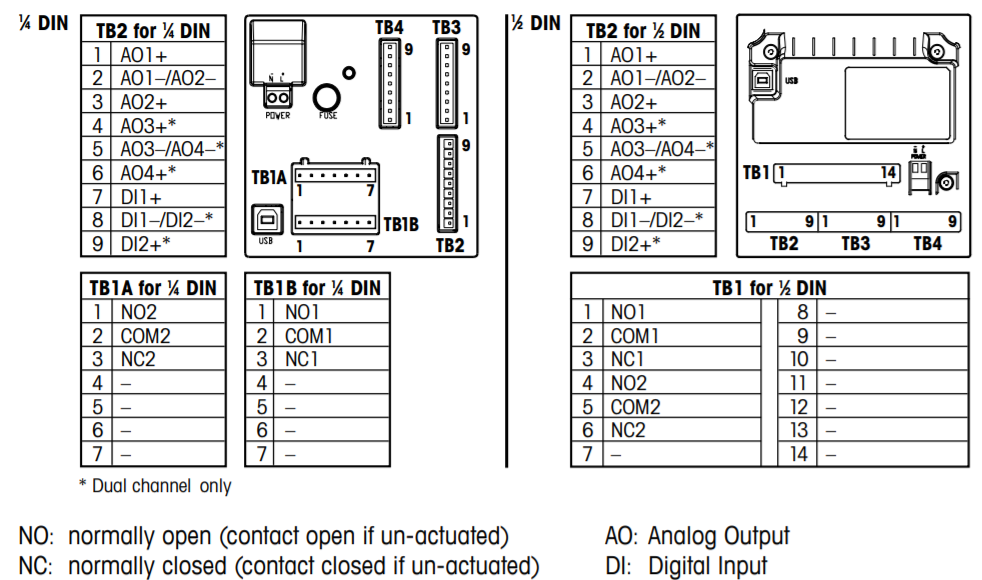 ¼ DIN
TB2 for ¼ DIN
1 AO1+
2 AO1–/AO2–
3 AO2+
4 AO3+*
5 AO3–/AO4–*
6 AO4+*
7 DI1+
8 DI1–/DI2–*
9 DI2+*
TB4 TB3
9 9
N L
POWER FUSE
1 1
9
TB1A
1 7
TB1B
1
USB
1 7 TB2
TB1A for ¼ DIN
1 NO2
2 COM2
3 NC2
4 –
5 –
6 –
7 –
TB1B for ¼ DIN
1 NO1
2 COM1
3 NC1
4 –
5 –
6 –
7 –
* Dual channel only
½ DIN
TB2 for ½ DIN
1 AO1+
2 AO1–/AO2–
3 AO2+
4 AO3+*
5 AO3–/AO4–*
6 AO4+*
7 DI1+
8 DI1–/DI2–*
9 DI2+*
USB
N L
POWER
TB1 1 14
1 9 1 9 1 9
TB2 TB3 TB4
TB1 for ½ DIN
1 NO1 8 –
2 COM1 9 –
3 NC1 10 –
4 NO2 11 –
5 COM2 12 –
6 NC2 13 –
7 – 14 –
NO: normally open (contact open if un-actuated)
NC: normally closed (contact closed if un-actuated)
AO: Analog Output
DI: Digital Input